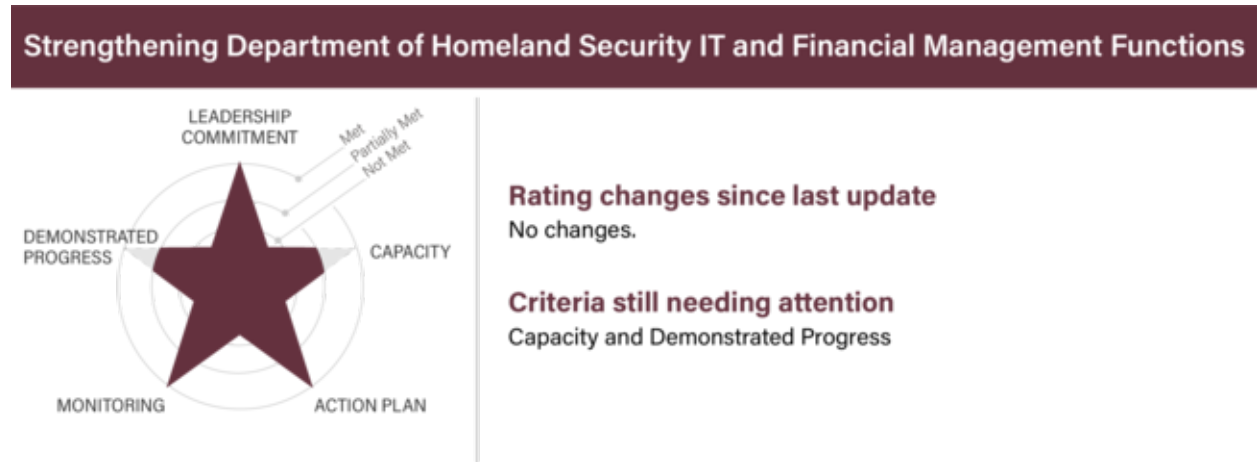 Strengthening Department of Homeland Security IT and Financial Management Functions
LEADERSHIP
COMMITMENT
Met
Partially Met
Not Met
DEMONSTRATED
PROGRESS
CAPACITY
MONITORING
ACTION PLAN
Rating changes since last update
No changes.
Criteria still needing attention
Capacity and Demonstrated Progress